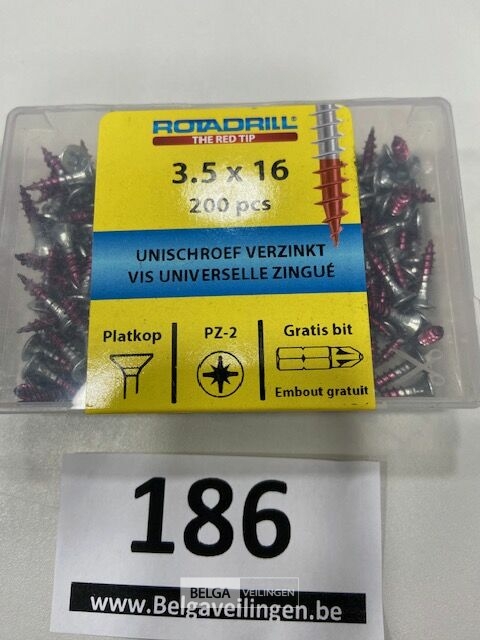 ROTADRILL
THE RED TIP
3.5 x 16
200 pcs
UNISCHROEF VERZINKT
VIS UNIVERSELLE ZINGUÉ
Platkop
PZ-2
Gratis bit
Embout gratuit
186
BELGA VEILINGEN
www.Belgaveilingen.be